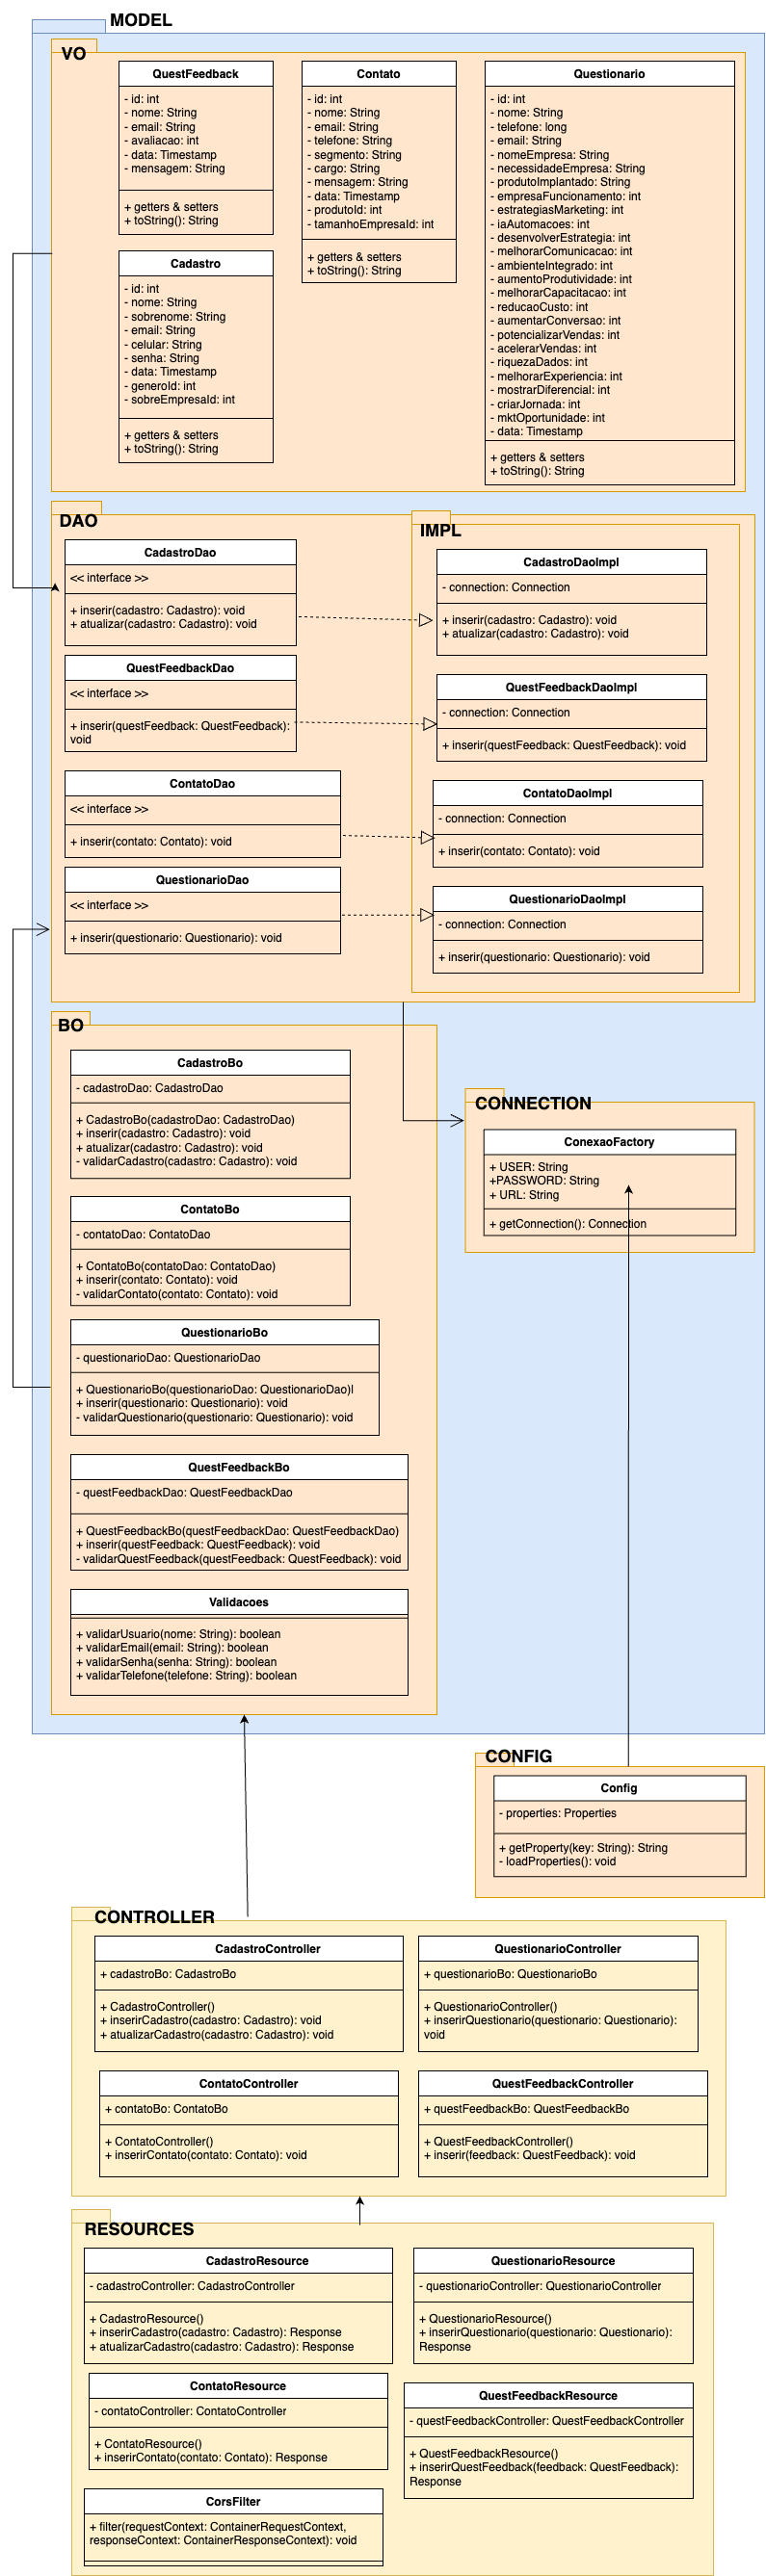 MODEL
VO
QuestFeedback
- id: int
- nome: String
- email: String
- avaliacao: int
- data: Timestamp
- mensagem: String
+ getters & setters
+ toString(): String
Contato
- id: int
- nome: String
- email: String
- telefone: String
- segmento: String
- cargo: String
- mensagem: String
- data: Timestamp
- produtoId: int
- tamanhoEmpresaId: int
+ getters & setters
+ toString(): String
Questionario
- id: int
- nome: String
- telefone: long
- email: String
- nomeEmpresa: String
- necessidadeEmpresa: String
- produtoImplantado: String
- empresaFuncionamento: int
- estrategiasMarketing: int
- iaAutomacoes: int
- desenvolverEstrategia: int
- melhorarComunicacao: int
- ambienteIntegrado: int
- aumentoProdutividade: int
- melhorarCapacitacao: int
- reducaoCusto: int
- aumentarConversao: int
- potencializarVendas: int
- acelerarVendas: int
- riquezaDados: int
- melhorarExperiencia: int
- mostrarDiferencial: int
- criarJornada: int
- mktOportunidade: int
- data: Timestamp
+ getters & setters
+ toString(): String
Cadastro
- id: int
- nome: String
- sobrenome: String
- email: String
- celular: String
- senha: String
- data: Timestamp
- generoId: int
- sobreEmpresaId: int
+ getters & setters
+ toString(): String
DAO
CadastroDao
<< interface >>
+ inserir(cadastro: Cadastro): void
+ atualizar(cadastro: Cadastro): void
QuestFeedbackDao
<< interface >>
+ inserir(questFeedback: QuestFeedback):
void
ContatoDao
<< interface >>
+ inserir(contato: Contato): void
QuestionarioDao
<< interface >>
+ inserir(questionario: Questionario): void
IMPL
CadastroDaoImpl
- connection: Connection
+ inserir(cadastro: Cadastro): void
+ atualizar(cadastro: Cadastro): void
QuestFeedbackDaoImpl
- connection: Connection
+ inserir(questFeedback: QuestFeedback): void
ContatoDaoImpl
- connection: Connection
+ inserir(contato: Contato): void
QuestionarioDaoImpl
- connection: Connection
+ inserir(questionario: Questionario): void
BO
CadastroBo
- cadastroDao: CadastroDao
+ CadastroBo(cadastroDao: CadastroDao)
+ inserir(cadastro: Cadastro): void
+ atualizar(cadastro: Cadastro): void
- validarCadastro(cadastro: Cadastro): void
ContatoBo
- contatoDao: ContatoDao
+ ContatoBo(contatoDao: ContatoDao)
+ inserir(contato: Contato): void
- validarContato(contato: Contato): void
QuestionarioBo
- questionarioDao: QuestionarioDao
+ QuestionarioBo(questionarioDao: QuestionarioDao)l
+ inserir(questionario: Questionario): void
- validarQuestionario(questionario: Questionario): void
QuestFeedbackBo
- questFeedbackDao: QuestFeedbackDao
+ QuestFeedbackBo(questFeedbackDao: QuestFeedbackDao)
+ inserir(questFeedback: QuestFeedback): void
- validarQuestFeedback(questFeedback: QuestFeedback): void
Validacoes
+ validarUsuario(nome: String): boolean
+ validarEmail(email: String): boolean
+ validarSenha(senha: String): boolean
+ validarTelefone(telefone: String): boolean
CONNECTION
ConexaoFactory
+ USER: String
+PASSWORD: String
+ URL: String
+ getConnection(): Connection
CONFIG
Config
- properties: Properties
+ getProperty(key: String): String
- loadProperties(): void
CONTROLLER
CadastroController
+ cadastroBo: CadastroBo
+ CadastroController()
+ inserirCadastro(cadastro: Cadastro): void
+ atualizarCadastro(cadastro: Cadastro): void
QuestionarioController
+ questionarioBo: QuestionarioBo
+ QuestionarioController()
+ inserirQuestionario(questionario: Questionario):
void
ContatoController
+ contatoBo: ContatoBo
+ ContatoController()
+ inserirContato(contato: Contato): void
QuestFeedbackController
+ questFeedbackBo: QuestFeedbackBo
+ QuestFeedbackController()
+ inserir(feedback: QuestFeedback): void
RESOURCES
CadastroResource
- cadastroController: CadastroController
+ CadastroResource()
+ inserirCadastro(cadastro: Cadastro): Response
+ atualizarCadastro(cadastro: Cadastro): Response
QuestionarioResource
- questionarioController: QuestionarioController
+ QuestionarioResource()
+ inserirQuestionario(questionario: Questionario):
Response
ContatoResource
- contatoController: ContatoController
+ ContatoResource()
+ inserirContato(contato: Contato): Response
QuestFeedbackResource
- questFeedbackController: QuestFeedbackController
+ QuestFeedbackResource()
+ inserirQuestFeedback(feedback: QuestFeedback):
Response
CorsFilter
+ filter(requestContext: ContainerRequestContext,
responseContext: ContainerResponseContext): void